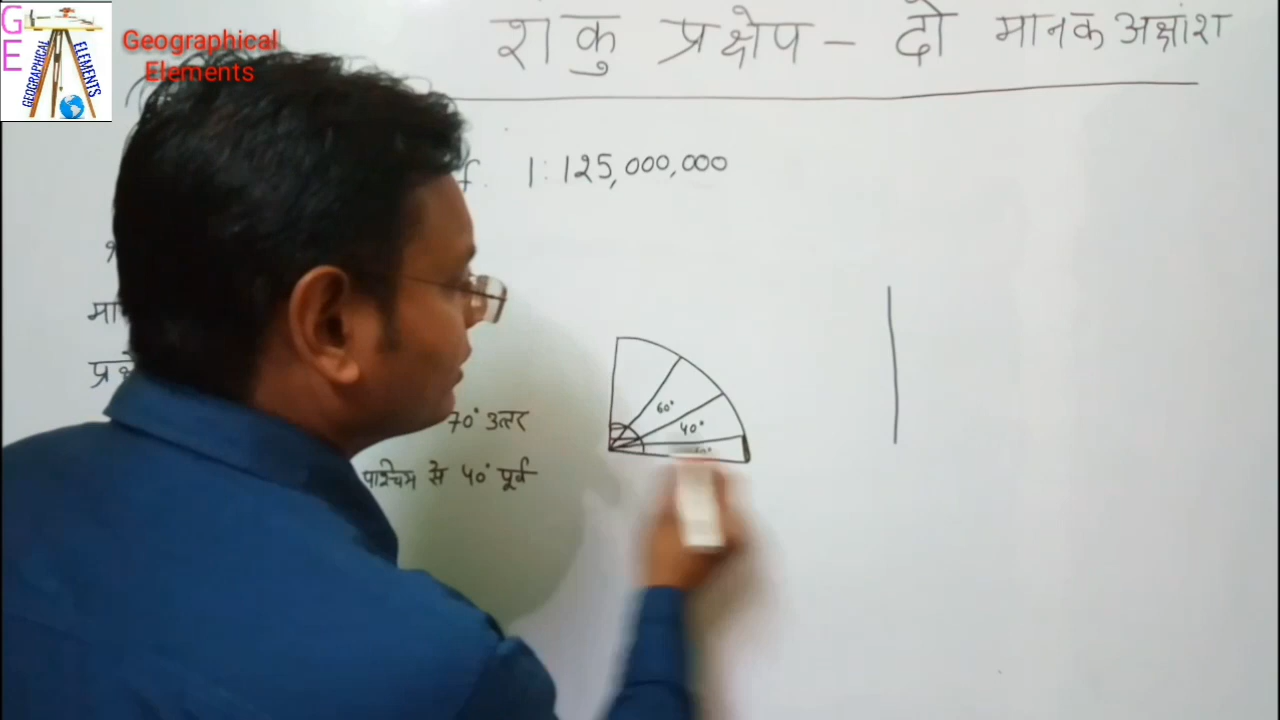 GE
GEOGRAPHICAL ELEMENTS
Geographical
Elements
शंकु प्रक्षेप - दो मानक अक्षांश
1:125,000,000
70° उत्तर
पश्चिम से 40° पूर्व
60°
40°